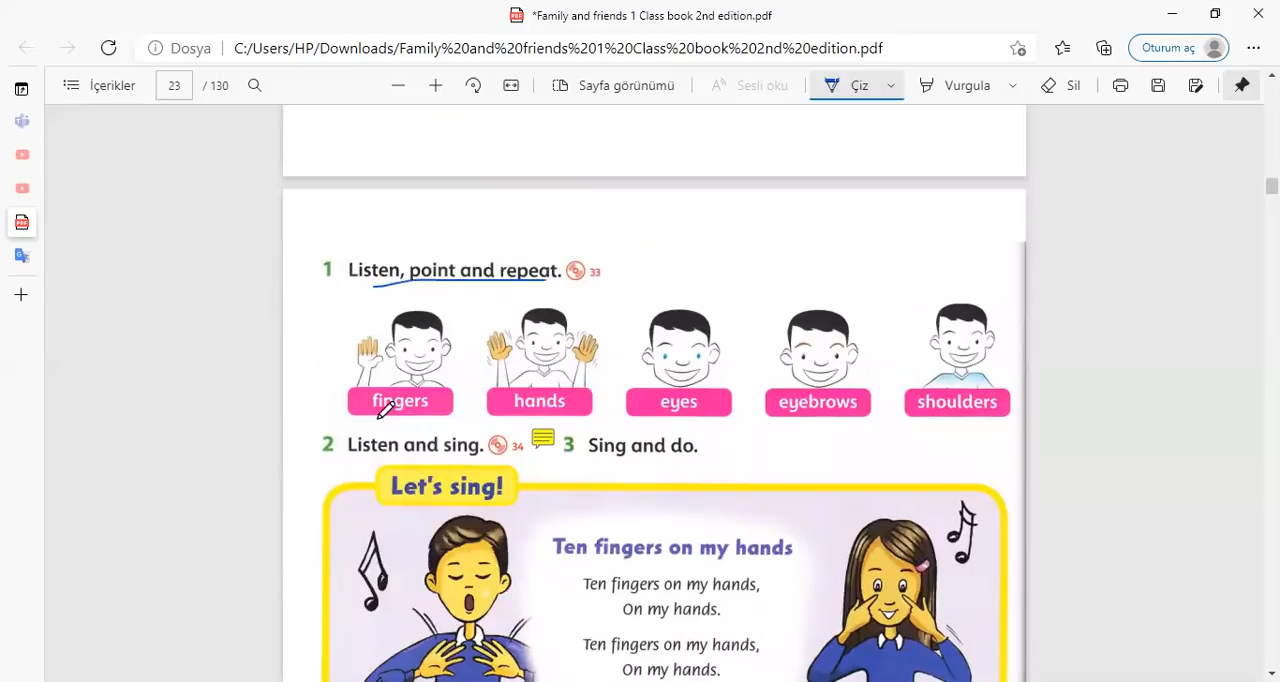 *Family and friends 1 Class book 2nd edition.pdf
Dosya C:/Users/HP/Downloads/Family%20and%20friends%201%20Class%20book%202nd%20edition.pdf Oturum aç
İçerikler 23 / 130 Sayfa görünümü Sesli oku Çiz Vurgula Sil
1 Listen, point and repeat. 33
fingers hands eyes eyebrows shoulders
2 Listen and sing. 34 3 Sing and do.
Let's sing!
Ten fingers on my hands
Ten fingers on my hands,
On my hands.
Ten fingers on my hands,
On my hands.